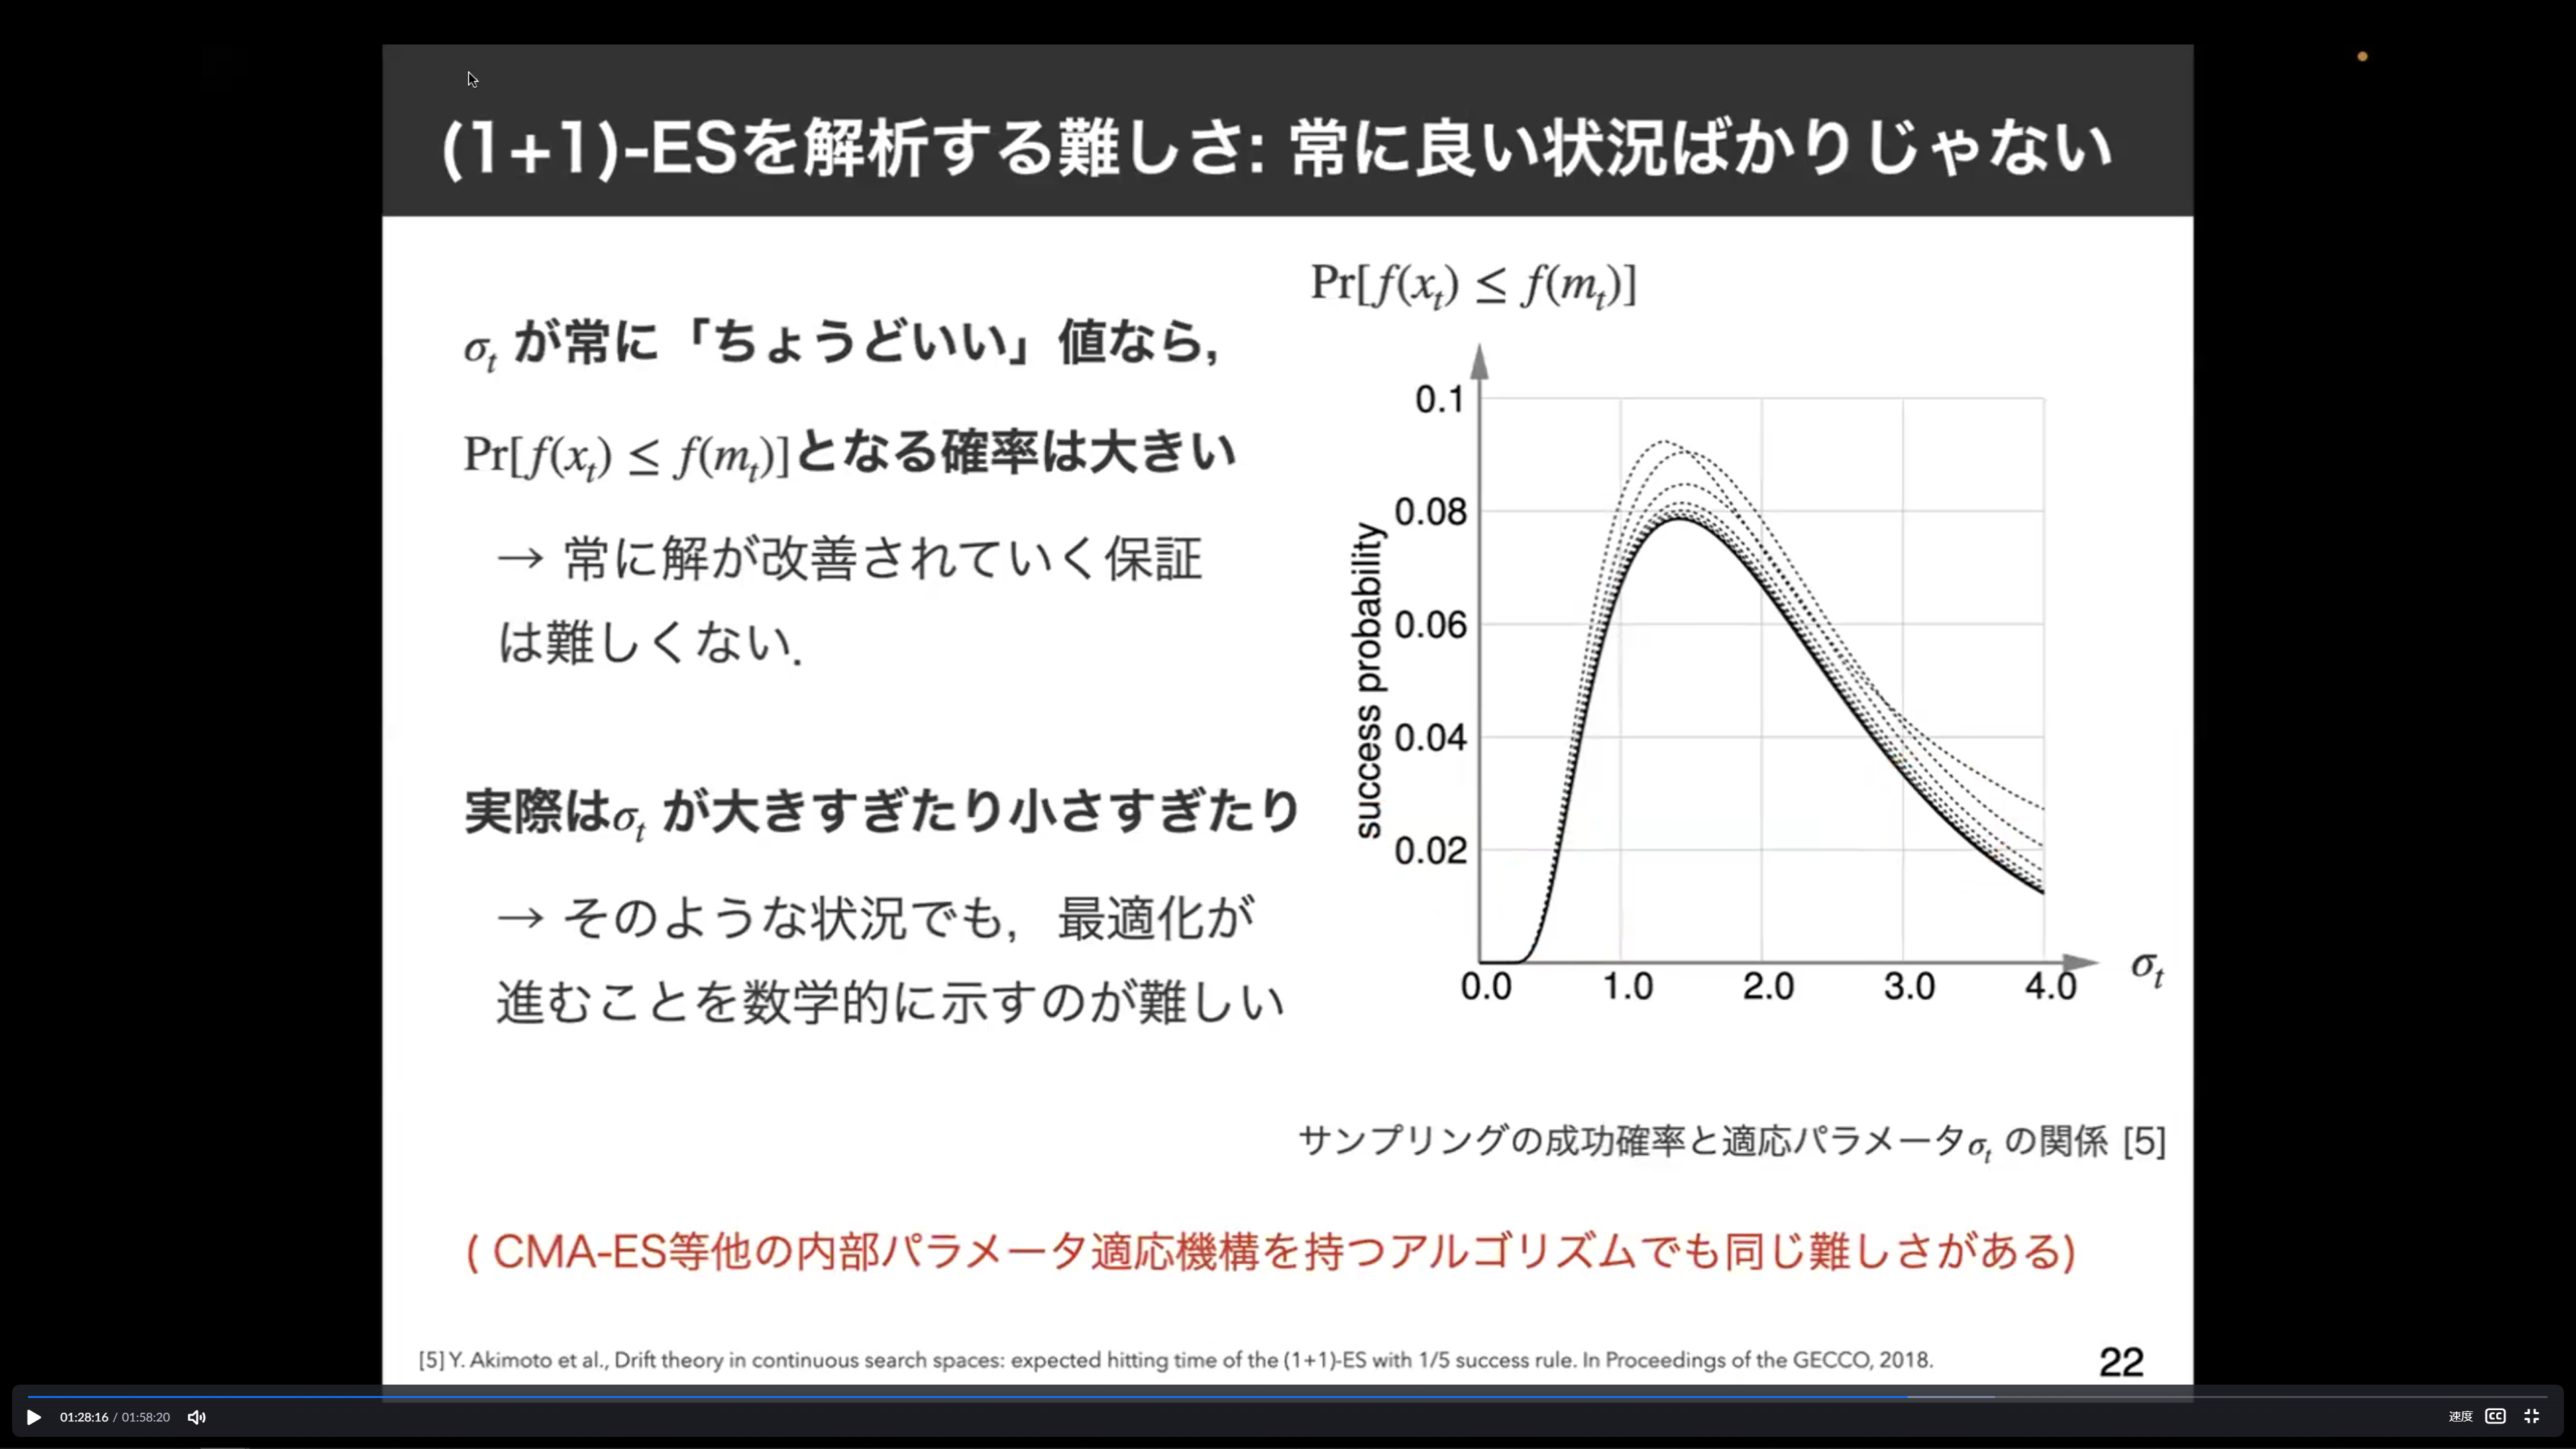 (1+1)-ESを解析する難しさ: 常に良い状況ばかりじゃない
σt が常に「ちょうどいい」値なら,
Pr[f(xt) ≤ f(mt)]となる確率は大きい
→ 常に解が改善されていく保証
は難しくない.
実際はσt が大きすぎたり小さすぎたり
→ そのような状況でも, 最適化が
進むことを数学的に示すのが難しい
Pr[f(xt) ≤ f(mt)]
success probability
0.1
0.08
0.06
0.04
0.02
0.0 1.0 2.0 3.0 4.0
σt
サンプリングの成功確率と適応パラメータσt の関係 [5]
( CMA-ES等他の内部パラメータ適応機構を持つアルゴリズムでも同じ難しさがある)
[5] Y. Akimoto et al., Drift theory in continuous search spaces: expected hitting time of the (1+1)-ES with 1/5 success rule. In Proceedings of the GECCO, 2018.
22
01:28:16 / 01:58:20
速度 CC